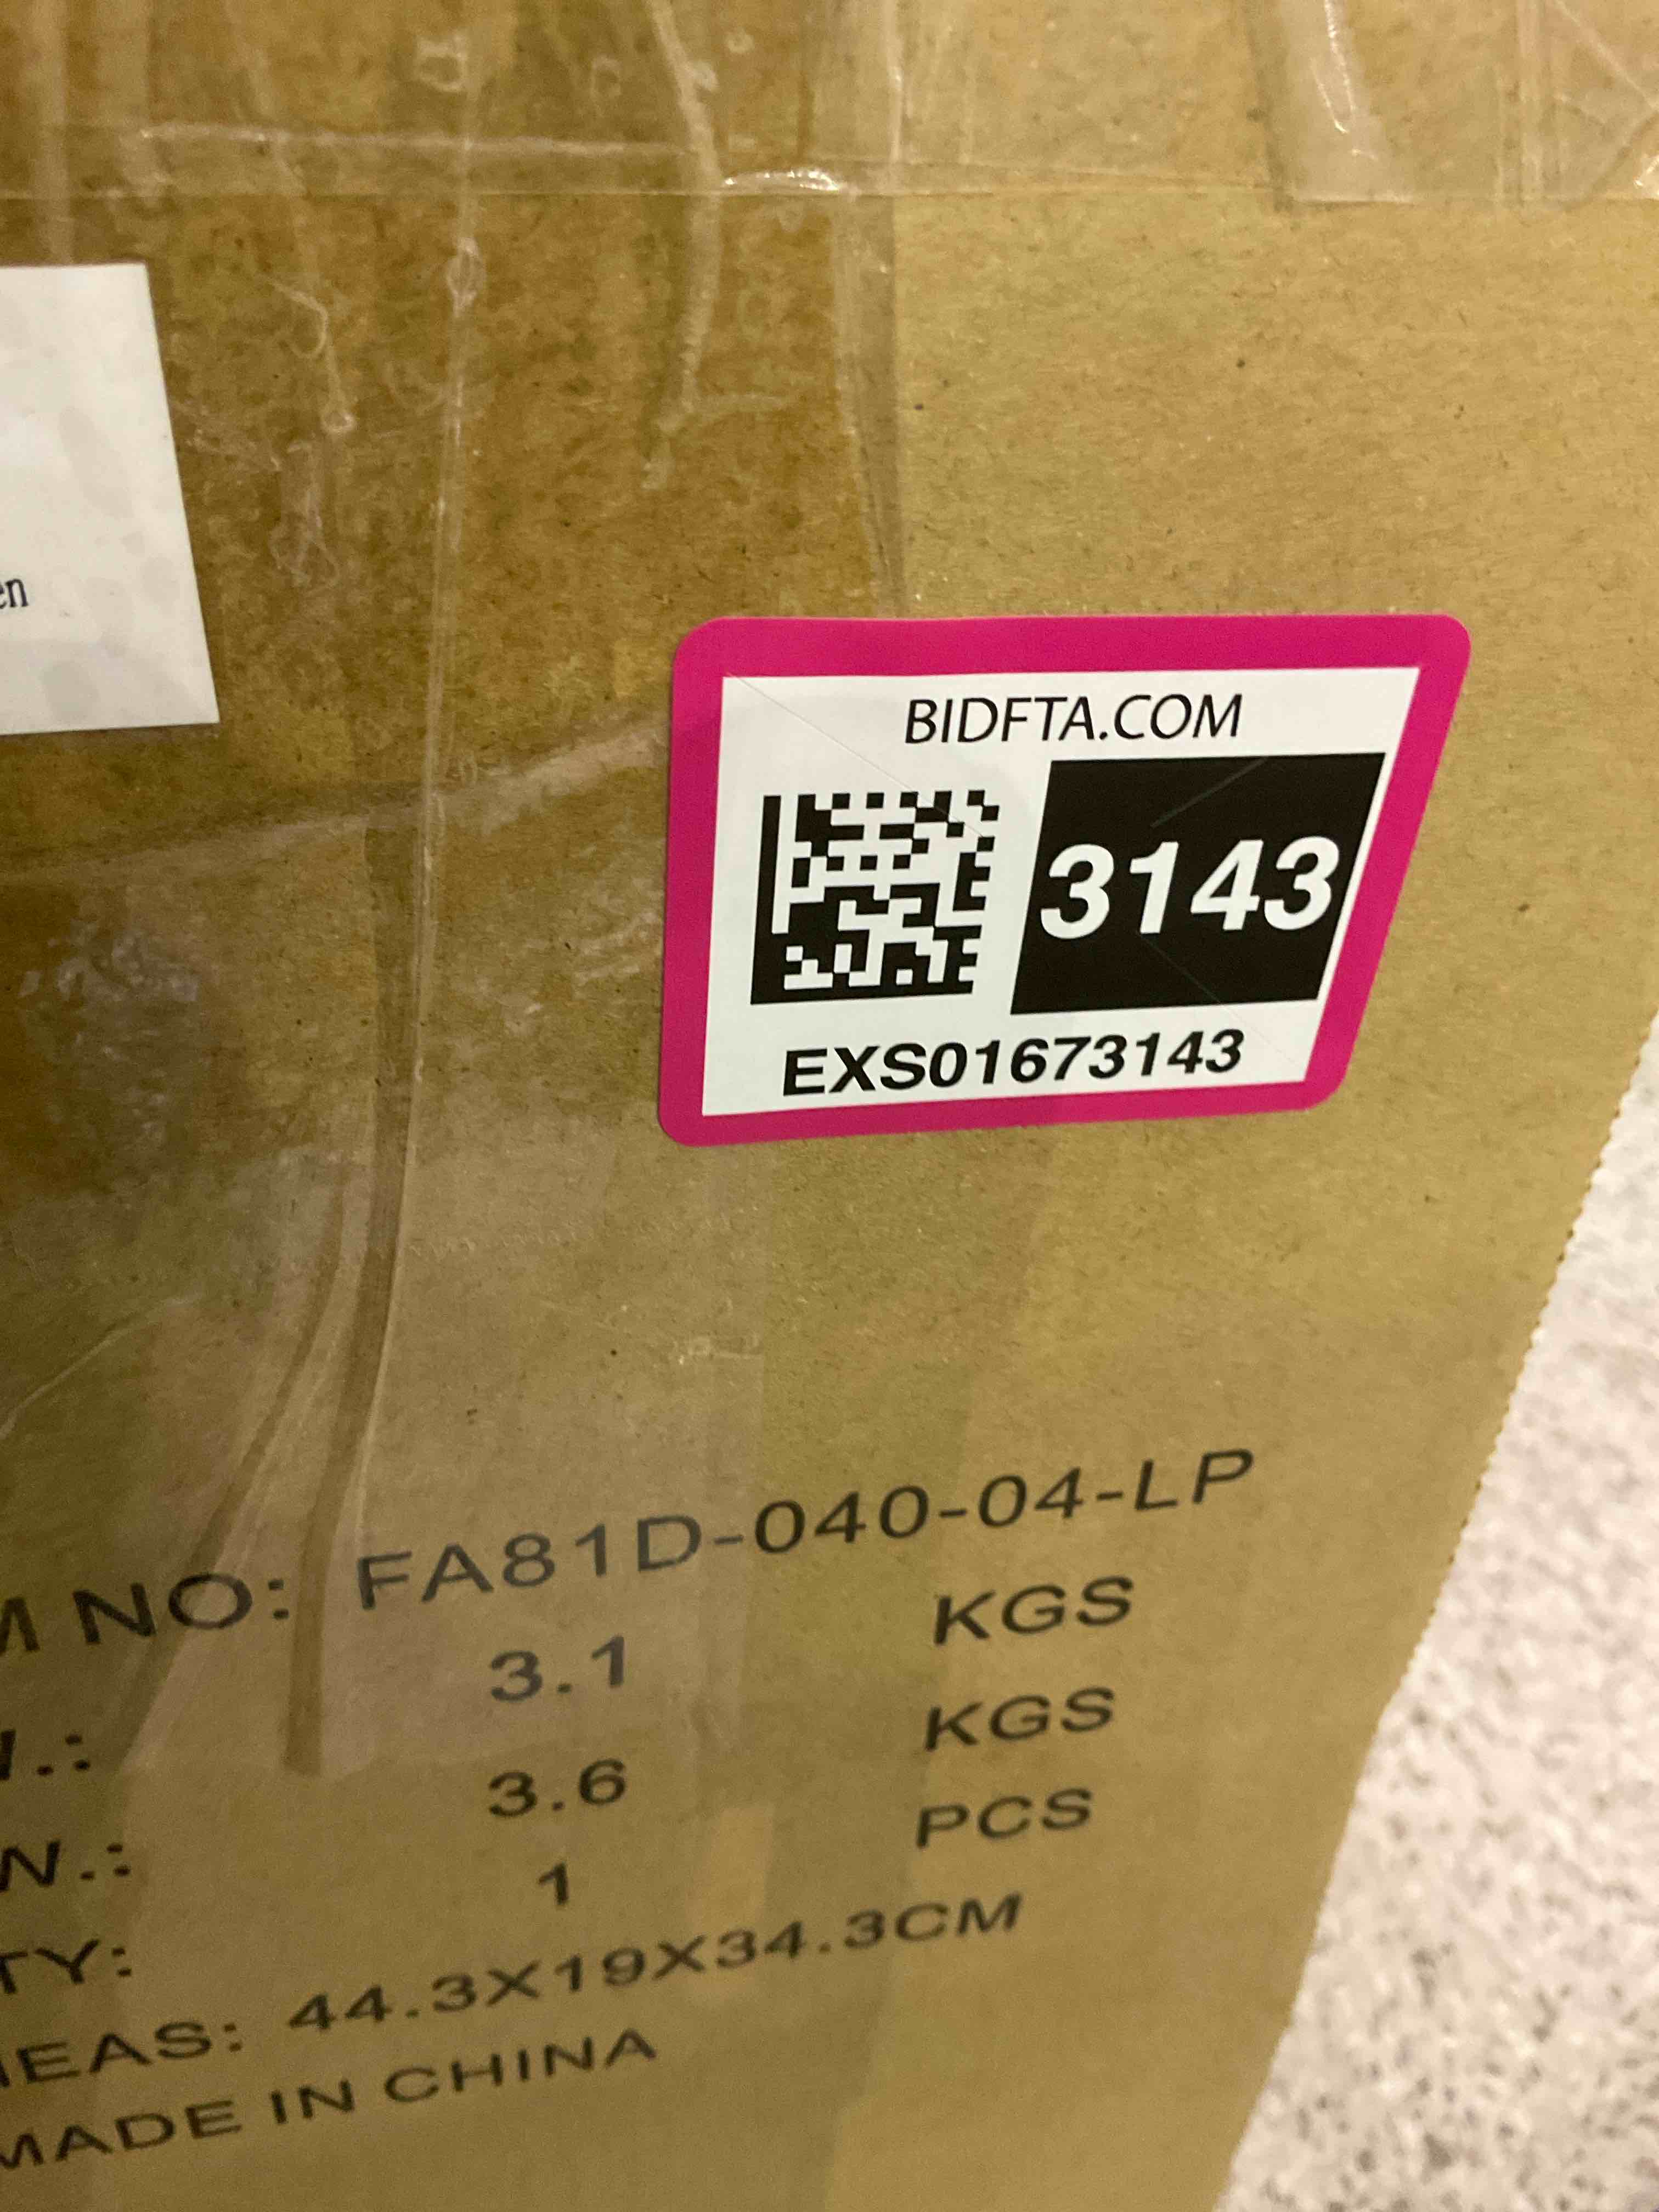 en
BIDFTA.COM
3143
EXS01673143
M NO: FA81D-040-04-LP
3.1 KGS
W.: 3.6 KGS
W.: 1 PCS
TY:
MEAS: 44.3X19X34.3CM
MADE IN CHINA